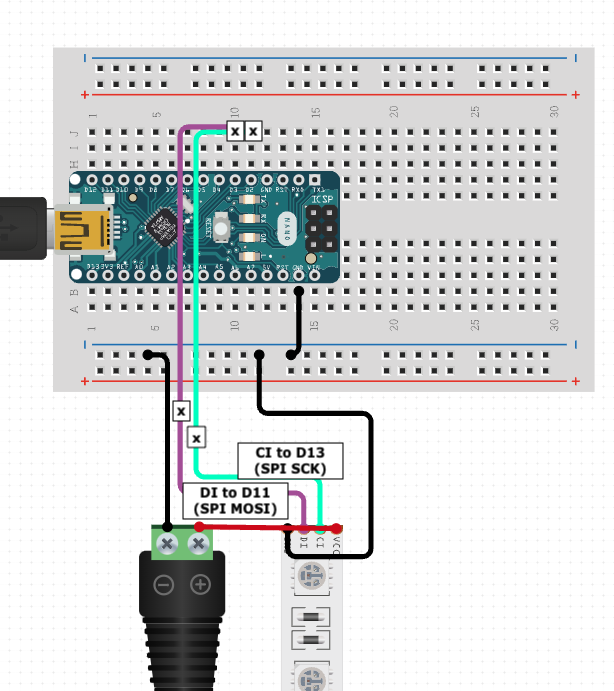 1 5 10 15 20 25 30
J
I
H
x x
D12 D11 D10 D9 D8 D7 D6 D5 D4 D3 D2 GND RST RX0 TX1
ICSP
RESET
NANO
D13 3V3 REF A0 A1 A2 A3 A4 A5 A6 A7 5V RST GND VIN
B
A
1 5 10 15 20 25 30
x
x
CI to D13
(SPI SCK)
DI to D11
(SPI MOSI)
DI CI VCC